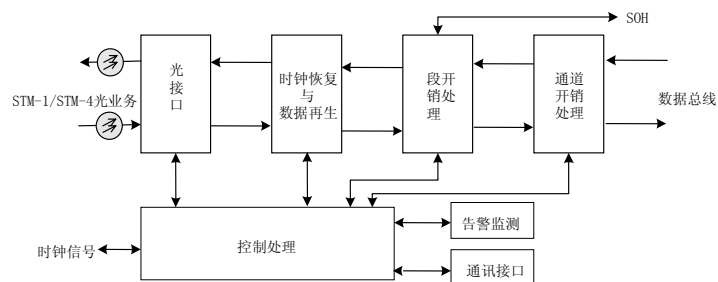 SOH
光
接
口
时钟恢复
与
数据再生
段开
销处
理
通道
开销
处理
STM-1/STM-4光业务
数据总线
控制处理
告警监测
时钟信号
通讯接口